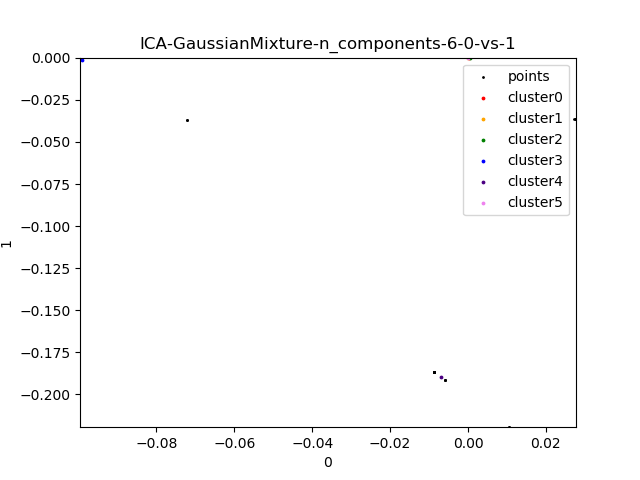 ICA-GaussianMixture-n_components-6-0-vs-1
0.000
−0.025
−0.050
−0.075
−0.100
−0.125
−0.150
−0.175
−0.200
1
points
cluster0
cluster1
cluster2
cluster3
cluster4
cluster5
−0.08 −0.06 −0.04 −0.02 0.00 0.02
0